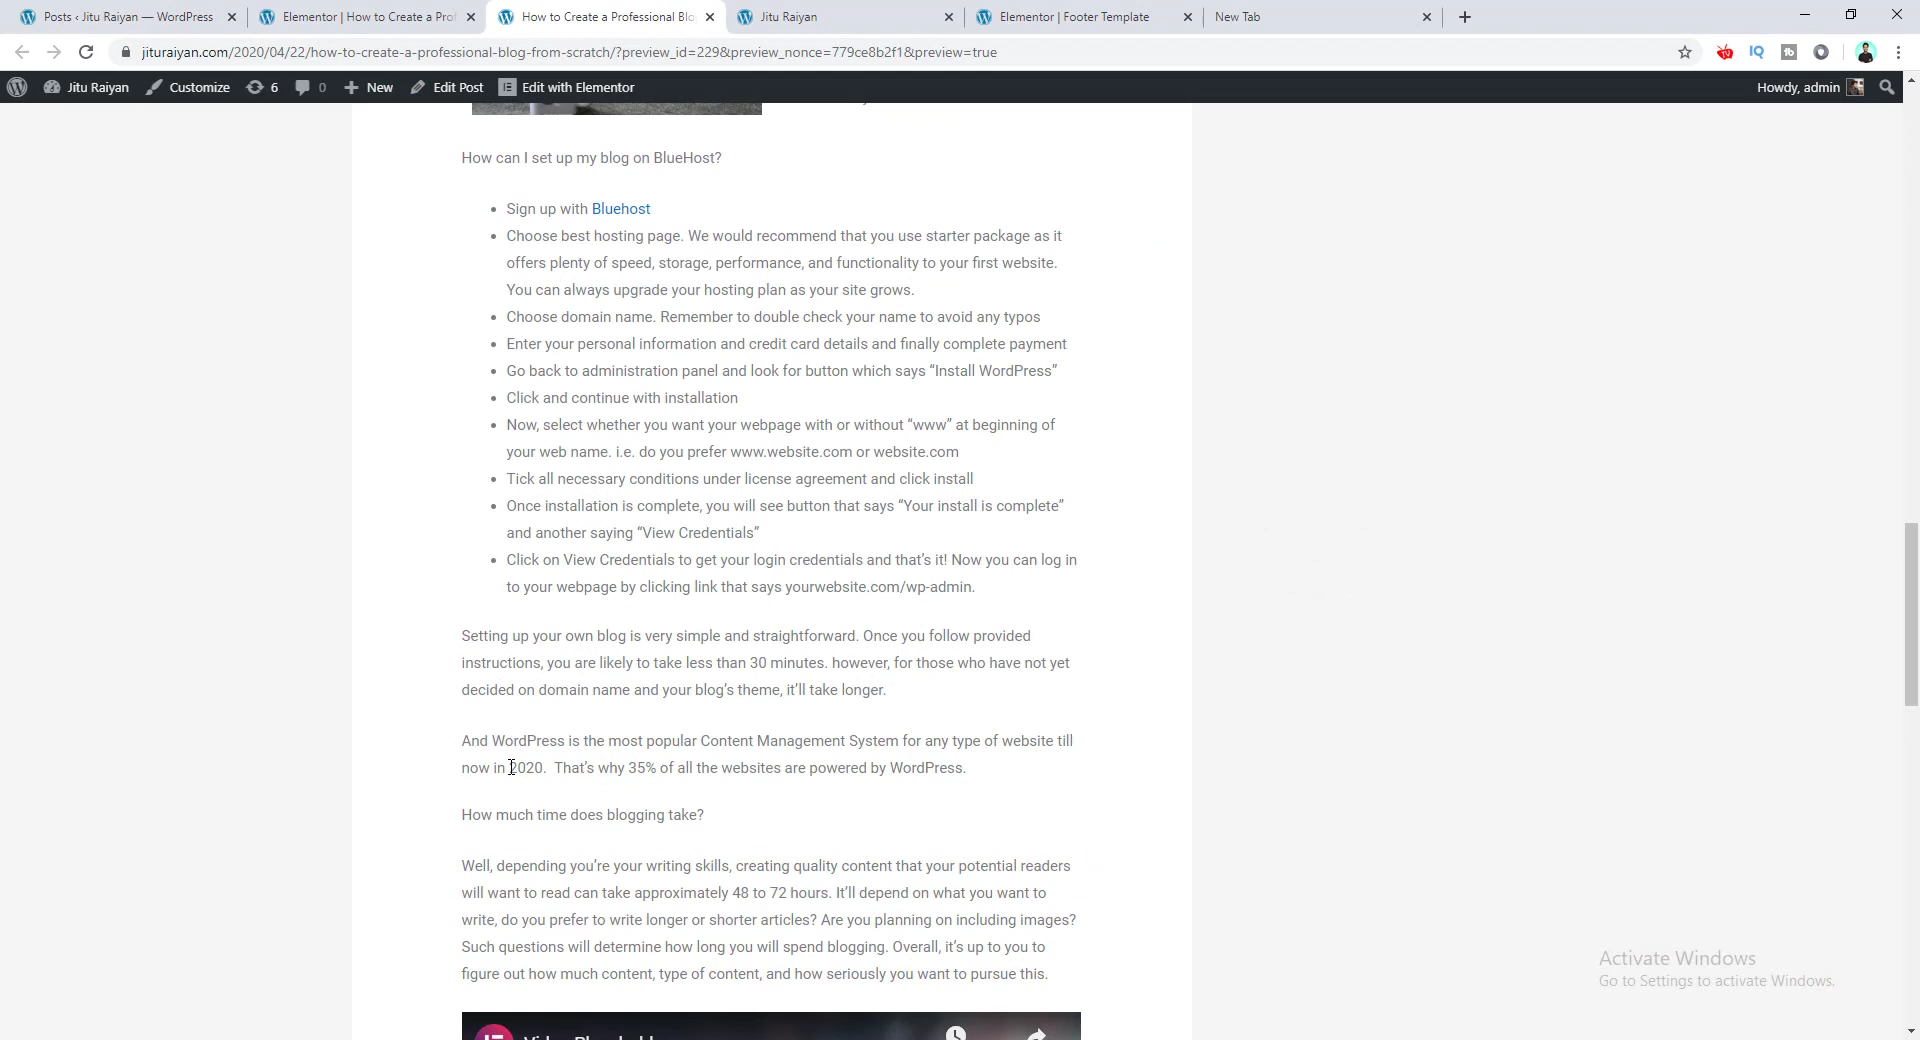 Posts ‹ Jitu Raiyan — WordPress
Elementor | How to Create a Prof
How to Create a Professional Blo
Jitu Raiyan
Elementor | Footer Template
New Tab
jituraiyan.com/2020/04/22/how-to-create-a-professional-blog-from-scratch/?preview_id=229&preview_nonce=779ce8b2f1&preview=true
Jitu Raiyan
Customize
6
0
New
Edit Post
Edit with Elementor
Howdy, admin
How can I set up my blog on BlueHost?
• Sign up with Bluehost
• Choose best hosting page. We would recommend that you use starter package as it
offers plenty of speed, storage, performance, and functionality to your first website.
You can always upgrade your hosting plan as your site grows.
• Choose domain name. Remember to double check your name to avoid any typos
• Enter your personal information and credit card details and finally complete payment
• Go back to administration panel and look for button which says “Install WordPress”
• Click and continue with installation
• Now, select whether you want your webpage with or without “www” at beginning of
your web name. i.e. do you prefer www.website.com or website.com
• Tick all necessary conditions under license agreement and click install
• Once installation is complete, you will see button that says “Your install is complete”
and another saying “View Credentials”
• Click on View Credentials to get your login credentials and that’s it! Now you can log in
to your webpage by clicking link that says yourwebsite.com/wp-admin.
Setting up your own blog is very simple and straightforward. Once you follow provided
instructions, you are likely to take less than 30 minutes. however, for those who have not yet
decided on domain name and your blog’s theme, it’ll take longer.
And WordPress is the most popular Content Management System for any type of website till
now in 2020.  That’s why 35% of all the websites are powered by WordPress.
How much time does blogging take?
Well, depending you’re your writing skills, creating quality content that your potential readers
will want to read can take approximately 48 to 72 hours. It’ll depend on what you want to
write, do you prefer to write longer or shorter articles? Are you planning on including images?
Such questions will determine how long you will spend blogging. Overall, it’s up to you to
figure out how much content, type of content, and how seriously you want to pursue this.
Activate Windows
Go to Settings to activate Windows.